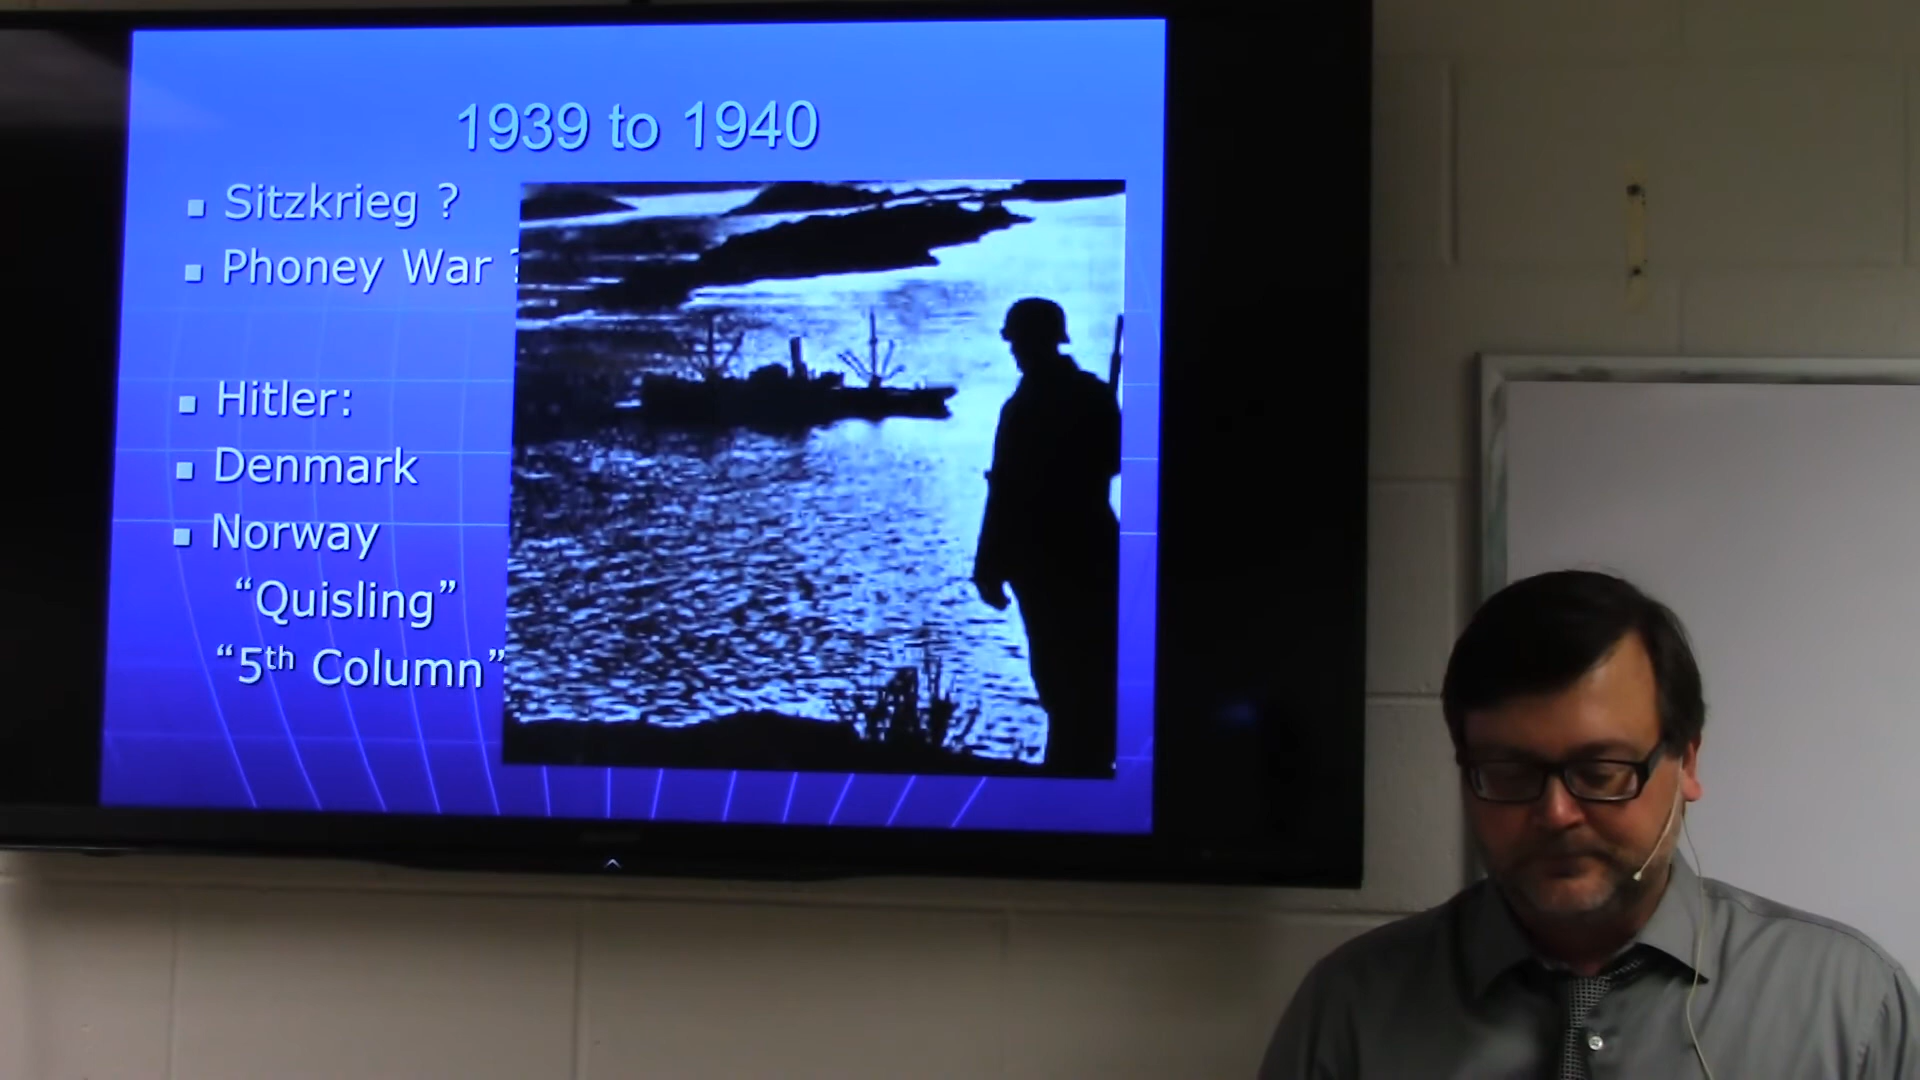 1939 to 1940
Sitzkrieg ?
Phoney War ?
Hitler:
Denmark
Norway
“Quisling”
“5th Column”